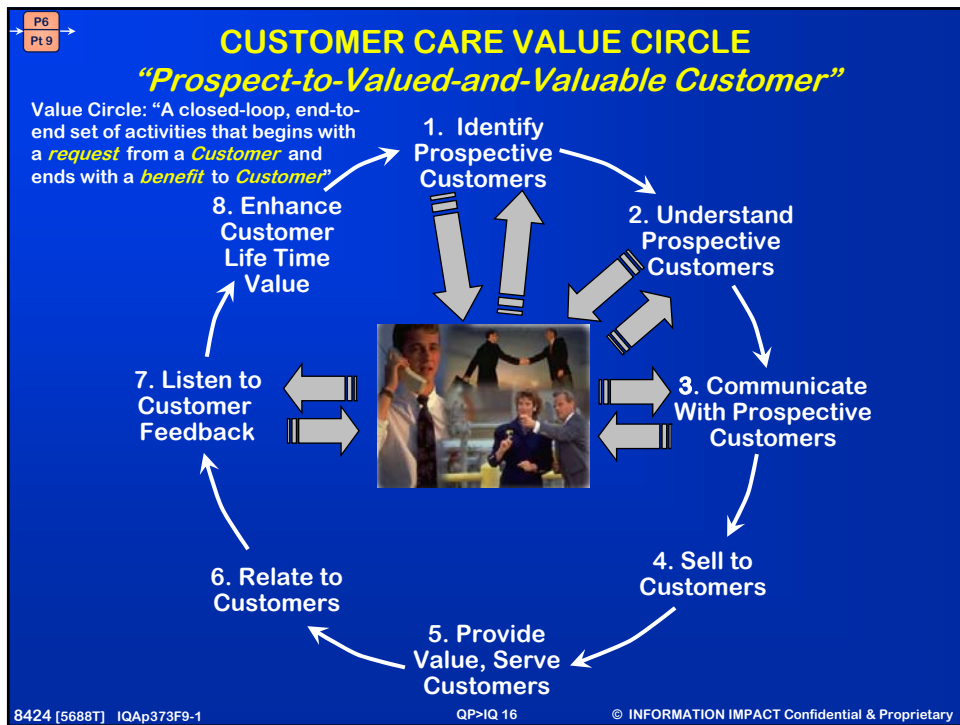 P6
Pt 9
CUSTOMER CARE VALUE CIRCLE
“Prospect-to-Valued-and-Valuable Customer”
Value Circle: “A closed-loop, end-to-
end set of activities that begins with
a request from a Customer and
ends with a benefit to Customer”
1. Identify
Prospective
Customers
2. Understand
Prospective
Customers
3. Communicate
With Prospective
Customers
4. Sell to
Customers
5. Provide
Value, Serve
Customers
6. Relate to
Customers
7. Listen to
Customer
Feedback
8. Enhance
Customer
Life Time
Value
8424 [5688T] IQAp373F9-1
QP>IQ 16
© INFORMATION IMPACT Confidential & Proprietary